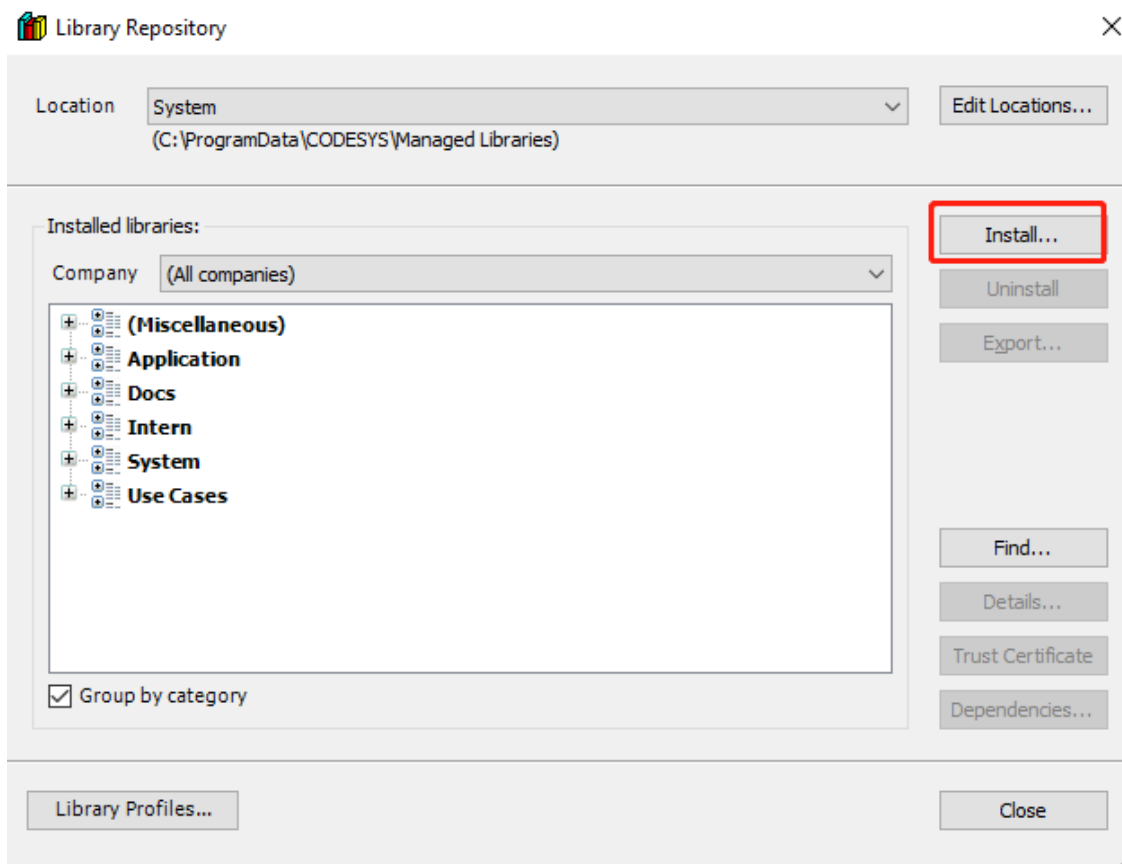 Library Repository
Location
System
Edit Locations...
(C:\ProgramData\CODESYS\Managed Libraries)
Installed libraries:
Install...
Company
(All companies)
Uninstall
(Miscellaneous)
Export...
Application
Docs
Intern
System
Use Cases
Find...
Details...
Trust Certificate
Group by category
Dependencies...
Library Profiles...
Close